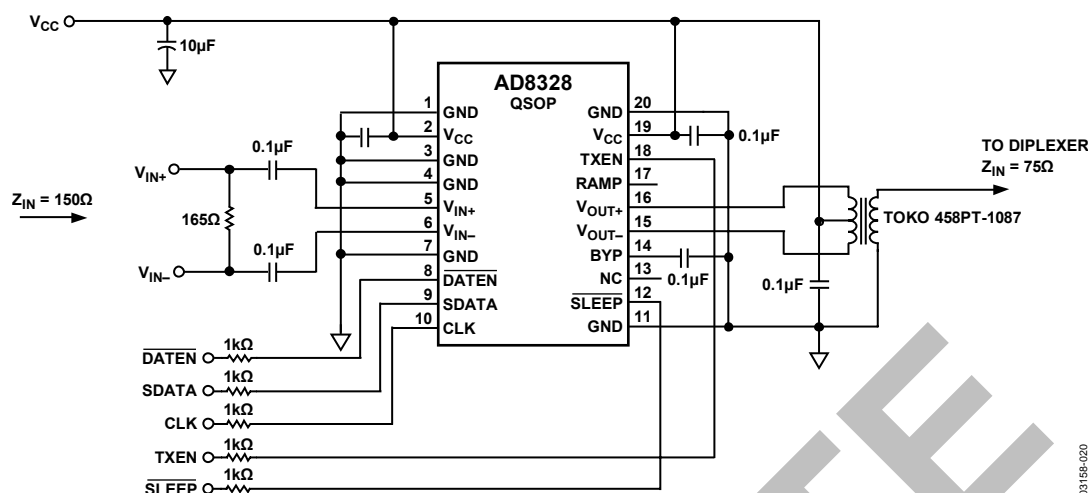 VCC
10µF
AD8328
QSOP
1 GND
2 VCC
3 GND
4 GND
5 VIN+
6 VIN–
7 GND
8 DATEN
9 SDATA
10 CLK
GND 20
VCC 19
TXEN 18
RAMP 17
VOUT+ 16
VOUT– 15
BYP 14
NC 13
SLEEP 12
GND 11
0.1µF
VIN+
ZIN = 150Ω
165Ω
0.1µF
VIN–
0.1µF
0.1µF
0.1µF
TO DIPLEXER
ZIN = 75Ω
TOKO 458PT-1087
DATEN 1kΩ
SDATA 1kΩ
CLK 1kΩ
TXEN 1kΩ
SLEEP 1kΩ
03158-020